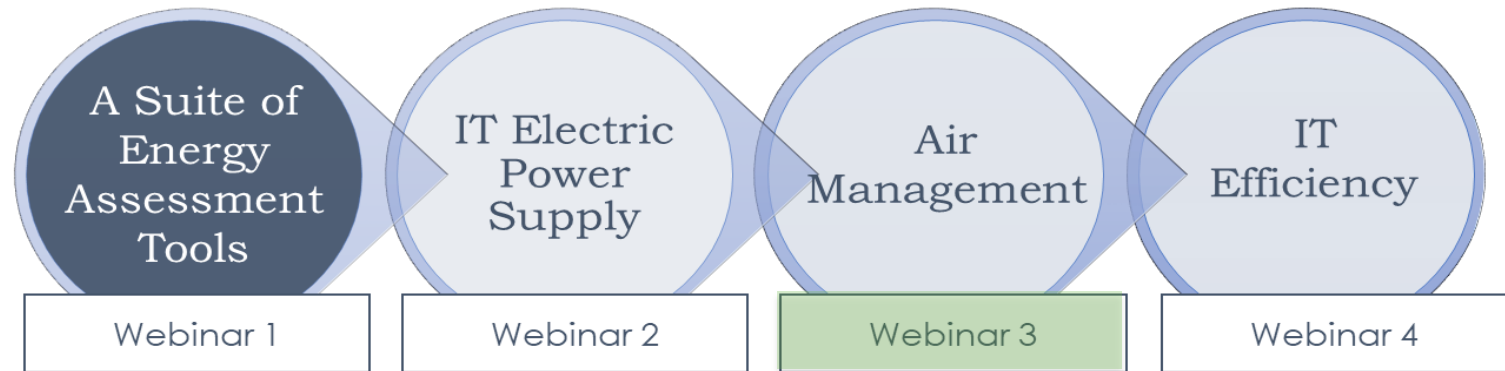 A Suite of
Energy
Assessment
Tools
IT Electric
Power
Supply
Air
Management
IT
Efficiency
Webinar 1
Webinar 2
Webinar 3
Webinar 4